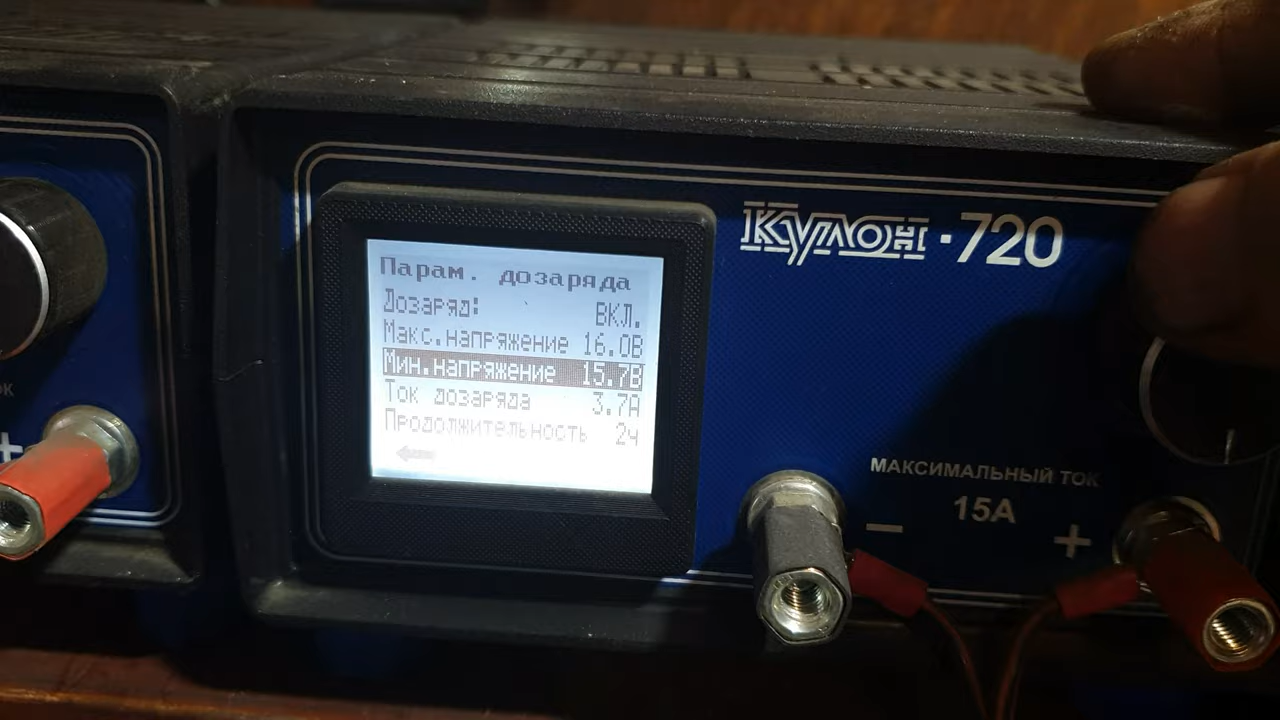 КУЛОН-720
Парам. дозаряда
Дозаряд: ВКЛ.
Макс.напряжение 16.0В
Мин.напряжение 15.7В
Ток дозаряда 3.7А
Продолжительность 2ч
МАКСИМАЛЬНЫЙ ТОК
15А
− +
+